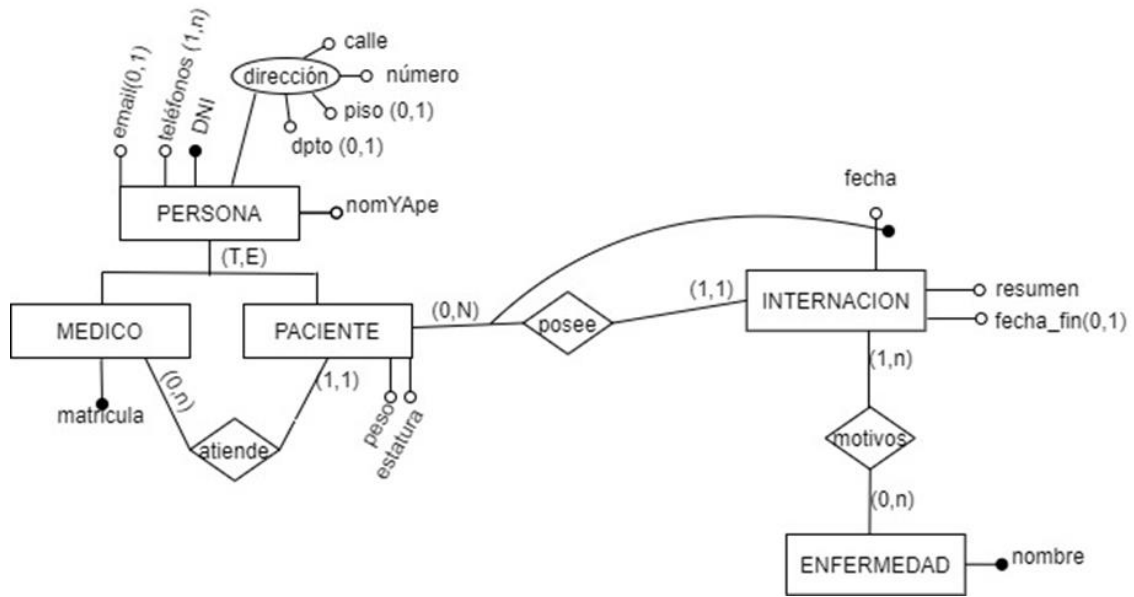 calle
dirección
número
piso (0,1)
dpto (0,1)
email(0,1)
teléfonos (1,n)
DNI
PERSONA
nomYApe
(T,E)
fecha
MEDICO
PACIENTE
(0,N)
posee
(1,1)
INTERNACION
resumen
fecha_fin(0,1)
matrícula
(0,n)
(1,1)
atiende
peso
estatura
(1,n)
motivos
(0,n)
ENFERMEDAD
nombre